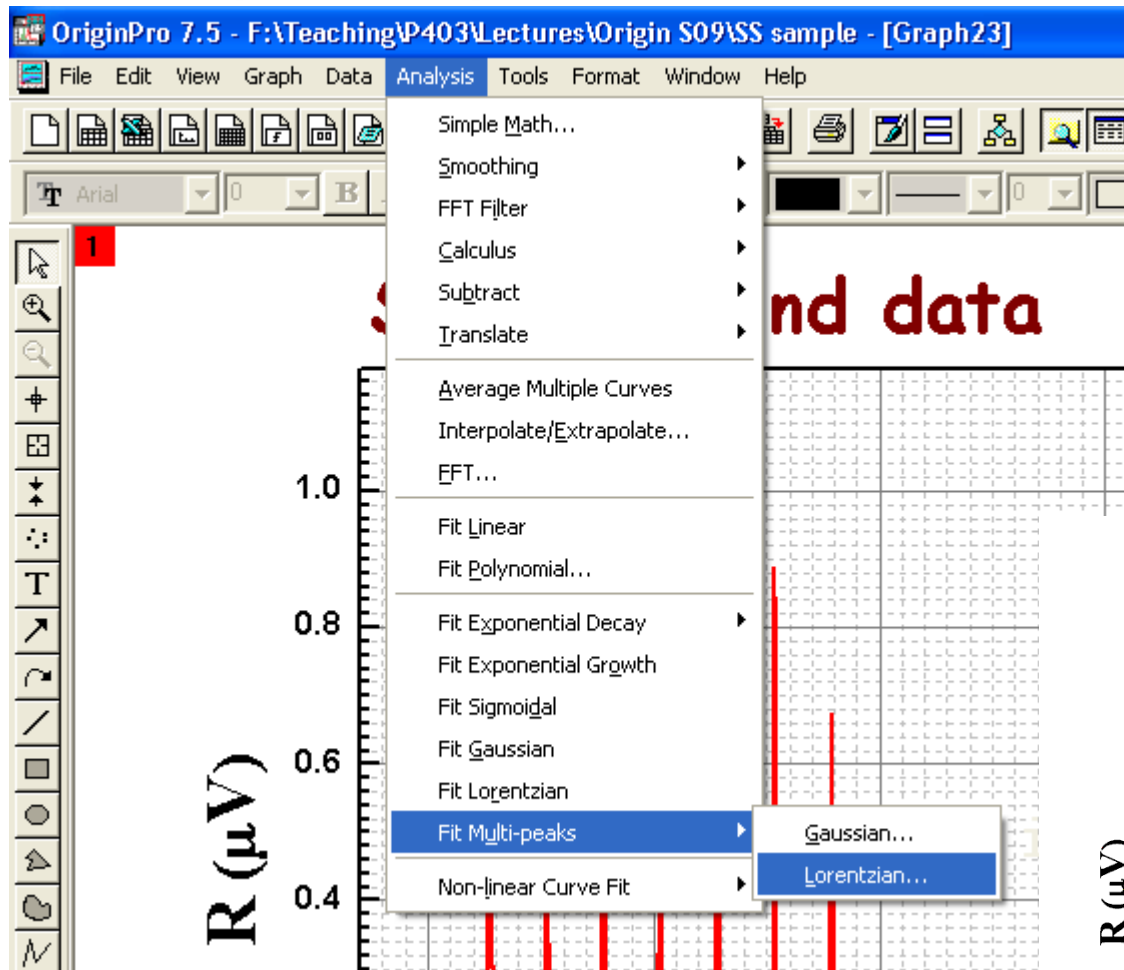 OriginPro 7.5 - F:\Teaching\P403\Lectures\Origin S09\SS sample - [Graph23]
File Edit View Graph Data Analysis Tools Format Window Help
Simple Math...
Smoothing
FFT Filter
Calculus
Subtract
Translate
Average Multiple Curves
Interpolate/Extrapolate...
FFT...
Fit Linear
Fit Polynomial...
Fit Exponential Decay
Fit Exponential Growth
Fit Sigmoidal
Fit Gaussian
Fit Lorentzian
Fit Multi-peaks
Non-linear Curve Fit
Gaussian...
Lorentzian...
Arial 0 B 0
1
nd data
1.0
0.8
0.6
0.4
R (μV)
R (μV)
T